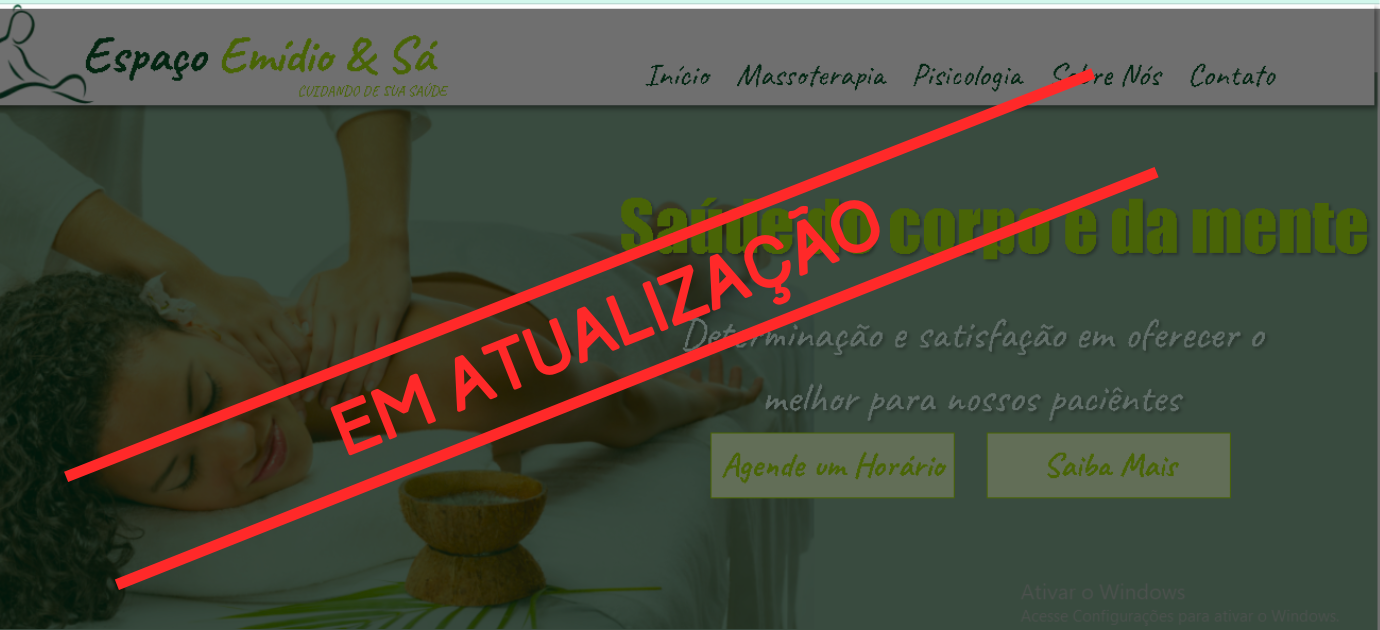 Espaço Emídio & Sá
CUIDANDO DE SUA SAÚDE
Início Massoterapia Pisicologia Sobre Nós Contato
Saúde do corpo e da mente
EM ATUALIZAÇÃO
Determinação e satisfação em oferecer o
melhor para nossos paciêntes
Agende um Horário Saiba Mais
Ativar o Windows
Acesse Configurações para ativar o Windows.